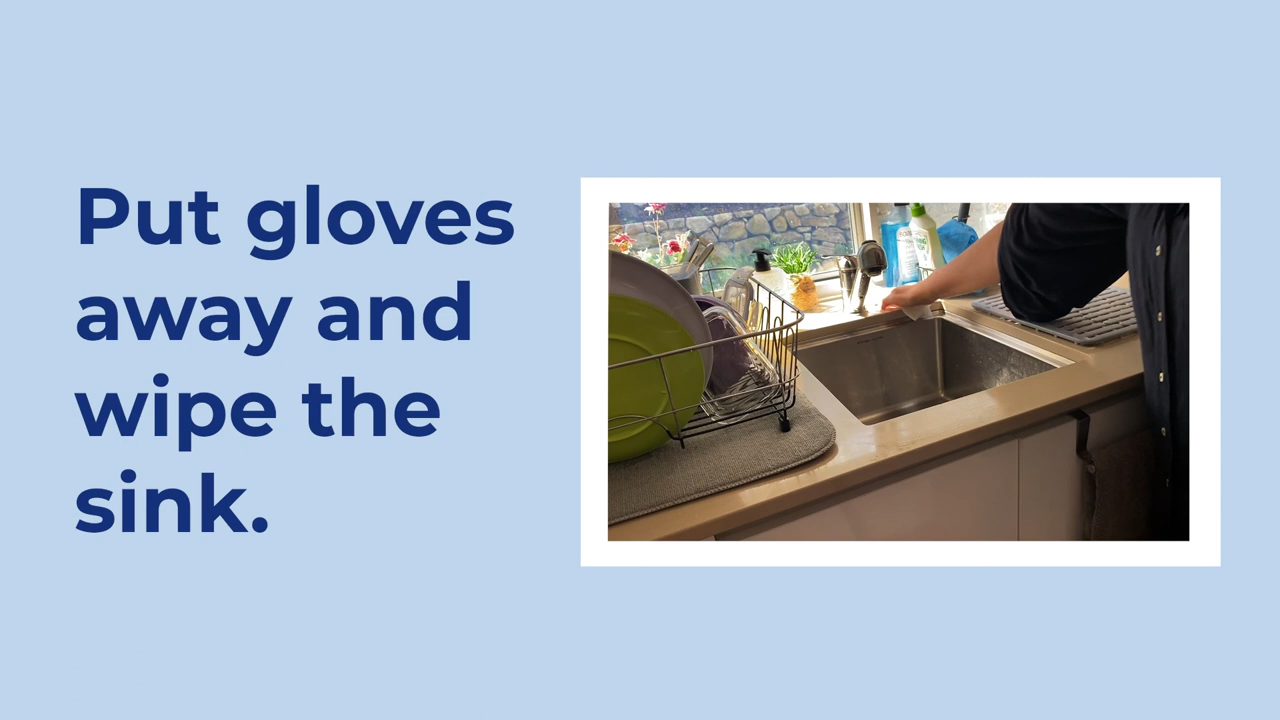 Put gloves
away and
wipe the
sink.